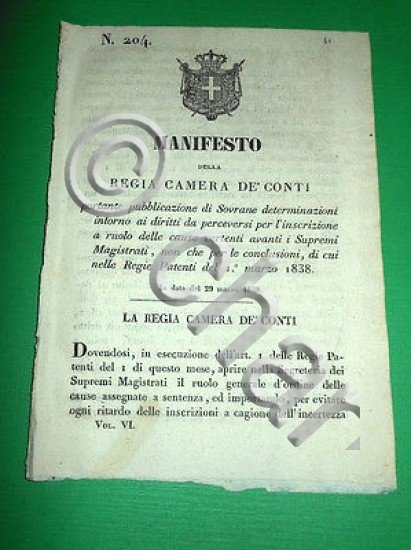 N. 204.
MANIFESTO
DELLA
REGIA CAMERA DE' CONTI
portante pubblicazione di Sovrane determinazioni
intorno ai diritti da perceversi per l'inscrizione
a ruolo delle cause vertenti avanti i Supremi
Magistrati, non che per le conclusioni, di cui
nelle Regie Patenti del 1.° marzo 1838.
In data del 29 marzo 1838.
LA REGIA CAMERA DE' CONTI
Dovendosi, in esecuzione dell'art. 1 delle Regie Pa-
tenti del 1 di questo mese, aprire nella segreteria dei
Supremi Magistrati il ruolo generale d'ordine delle
cause assegnate a sentenza, ed importando, per evitare
ogni ritardo delle inscrizioni a cagione dell'incertezza
Vol. VI.